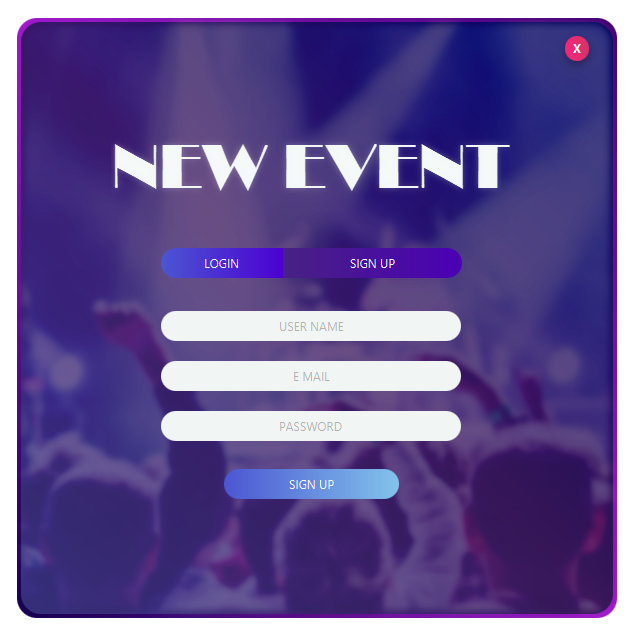 X
NEW EVENT
LOGIN SIGN UP
USER NAME
E MAIL
PASSWORD
SIGN UP